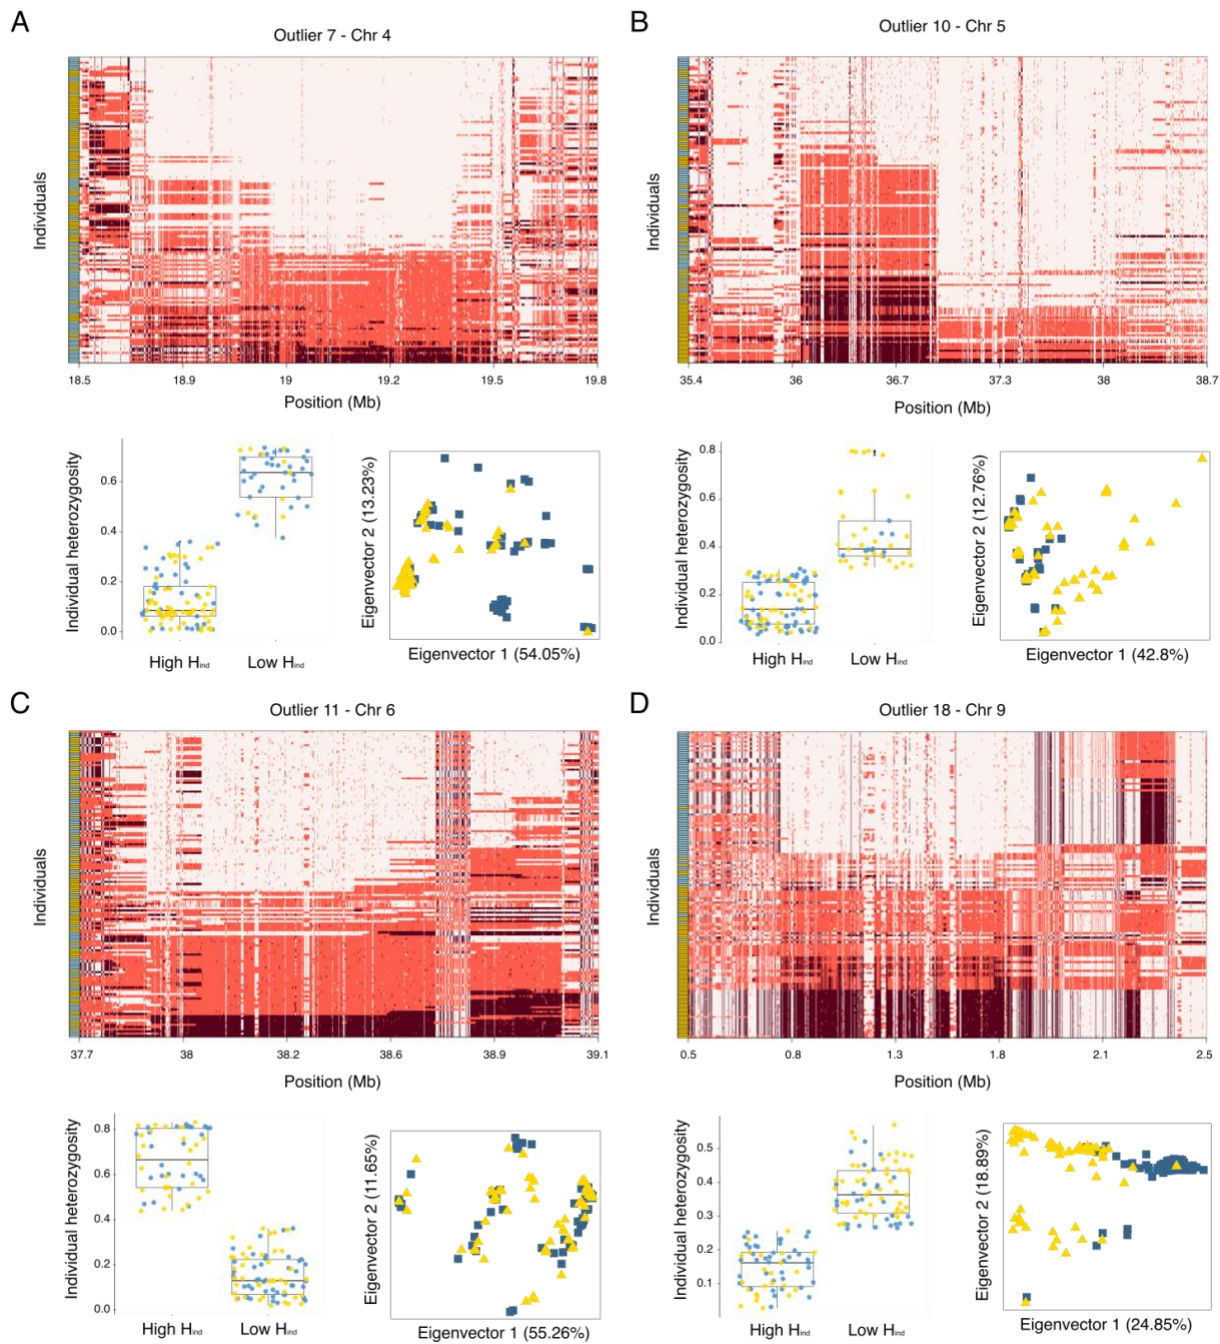 A
Outlier 7 - Chr 4
Individuals
18.5 18.9 19 19.2 19.5 19.8
Position (Mb)
Individual heterozygosity
0.6
0.4
0.2
0.0
High Hind Low Hind
Eigenvector 2 (13.23%)
Eigenvector 1 (54.05%)
B
Outlier 10 - Chr 5
Individuals
35.4 36 36.7 37.3 38 38.7
Position (Mb)
Individual heterozygosity
0.8
0.6
0.4
0.2
0.0
High Hind Low Hind
Eigenvector 2 (12.76%)
Eigenvector 1 (42.8%)
C
Outlier 11 - Chr 6
Individuals
37.7 38 38.2 38.6 38.9 39.1
Position (Mb)
Individual heterozygosity
0.8
0.6
0.4
0.2
0.0
High Hind Low Hind
Eigenvector 2 (11.65%)
Eigenvector 1 (55.26%)
D
Outlier 18 - Chr 9
Individuals
0.5 0.8 1.3 1.8 2.1 2.5
Position (Mb)
Individual heterozygosity
0.5
0.4
0.3
0.2
0.1
High Hind Low Hind
Eigenvector 2 (18.89%)
Eigenvector 1 (24.85%)